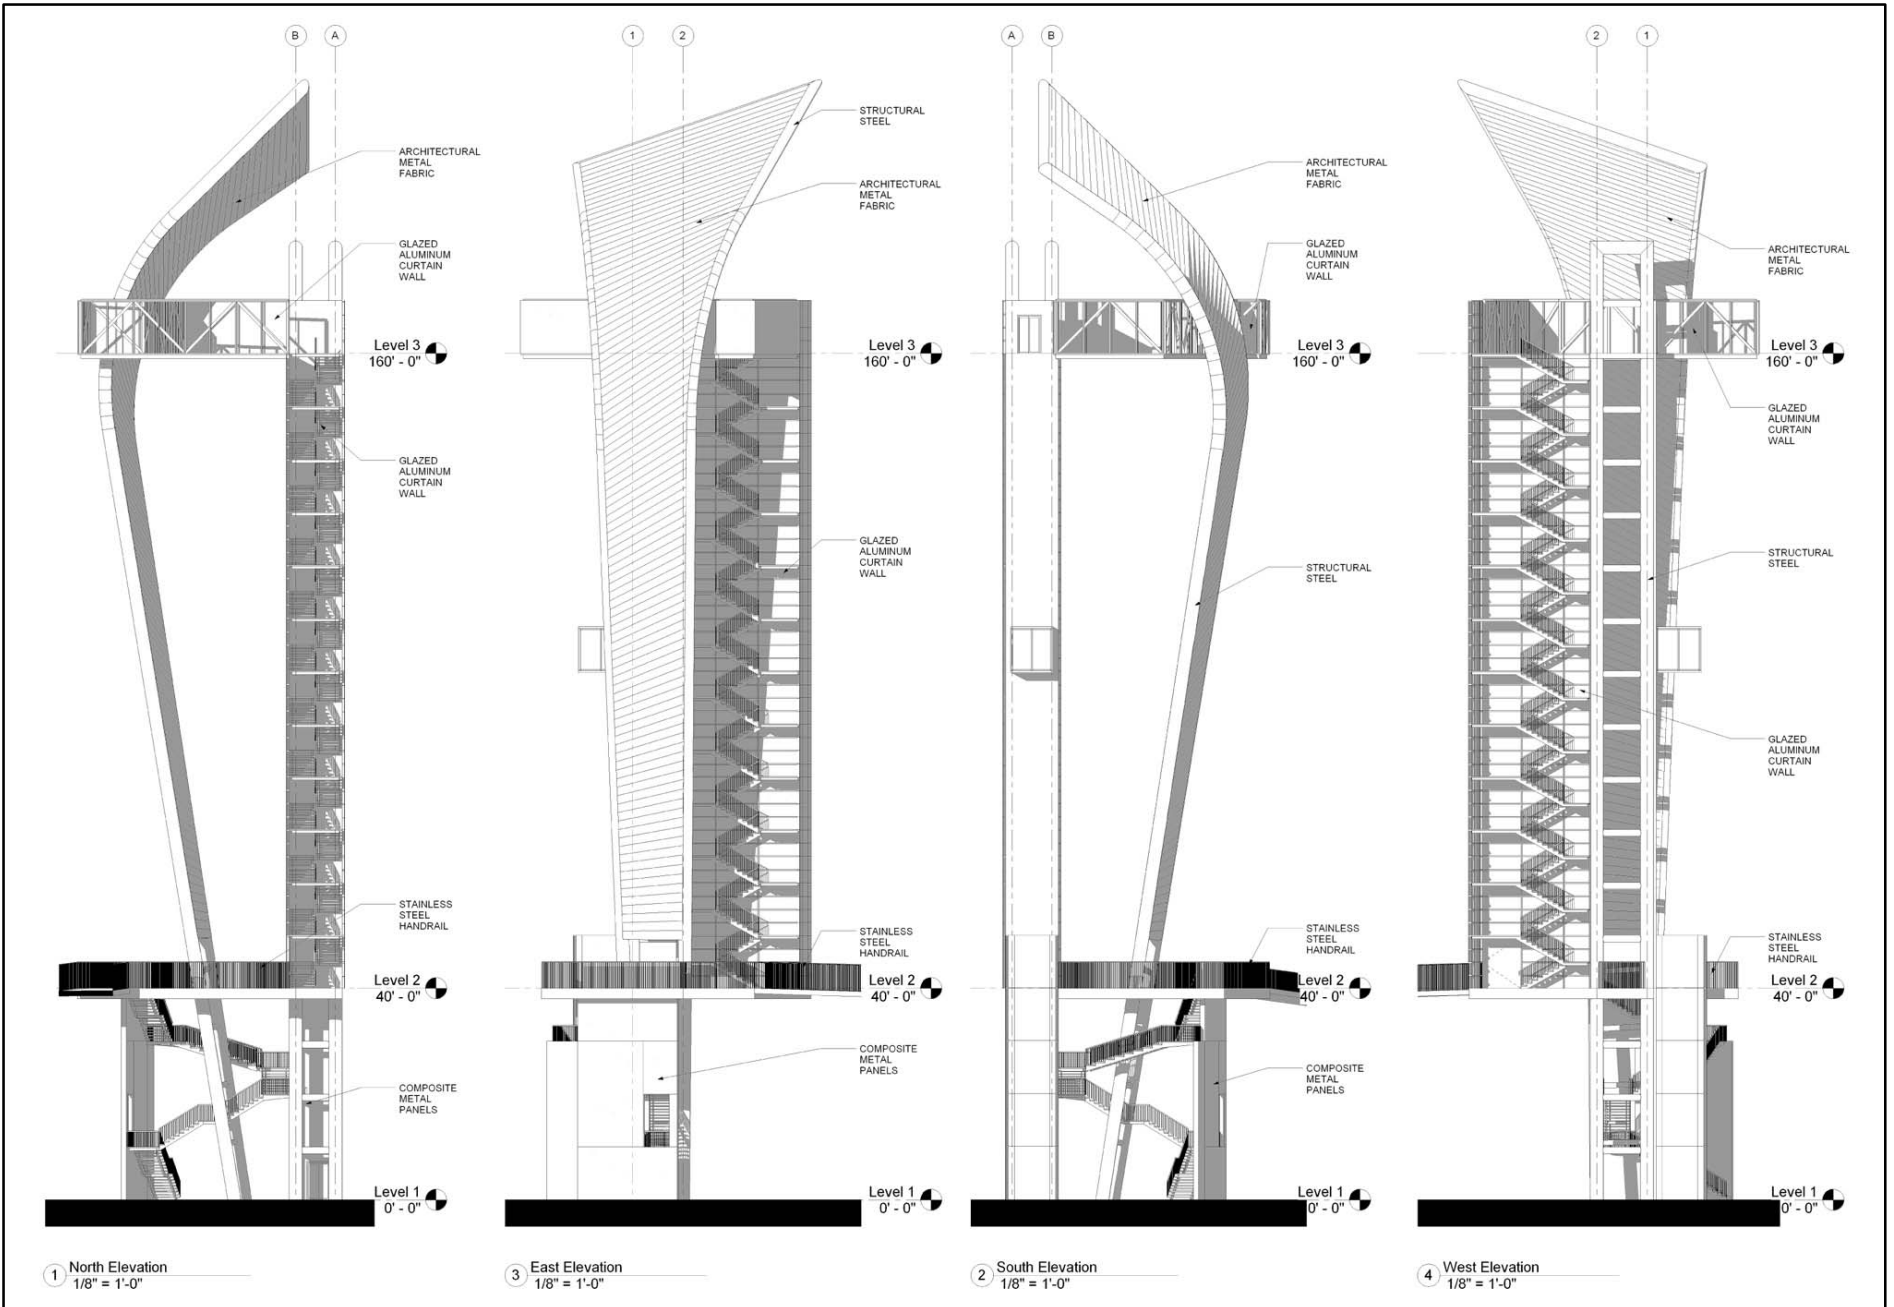 B A
ARCHITECTURAL
METAL
FABRIC
GLAZED
ALUMINUM
CURTAIN
WALL
Level 3
160' - 0"
GLAZED
ALUMINUM
CURTAIN
WALL
STAINLESS
STEEL
HANDRAIL
Level 2
40' - 0"
COMPOSITE
METAL
PANELS
Level 1
0' - 0"
1 North Elevation
1/8" = 1'-0"
1 2
STRUCTURAL
STEEL
ARCHITECTURAL
METAL
FABRIC
Level 3
160' - 0"
GLAZED
ALUMINUM
CURTAIN
WALL
STAINLESS
STEEL
HANDRAIL
Level 2
40' - 0"
COMPOSITE
METAL
PANELS
Level 1
0' - 0"
3 East Elevation
1/8" = 1'-0"
A B
ARCHITECTURAL
METAL
FABRIC
GLAZED
ALUMINUM
CURTAIN
WALL
Level 3
160' - 0"
STRUCTURAL
STEEL
STAINLESS
STEEL
HANDRAIL
Level 2
40' - 0"
COMPOSITE
METAL
PANELS
Level 1
0' - 0"
2 South Elevation
1/8" = 1'-0"
2 1
ARCHITECTURAL
METAL
FABRIC
Level 3
160' - 0"
GLAZED
ALUMINUM
CURTAIN
WALL
STRUCTURAL
STEEL
GLAZED
ALUMINUM
CURTAIN
WALL
STAINLESS
STEEL
HANDRAIL
Level 2
40' - 0"
Level 1
0' - 0"
4 West Elevation
1/8" = 1'-0"